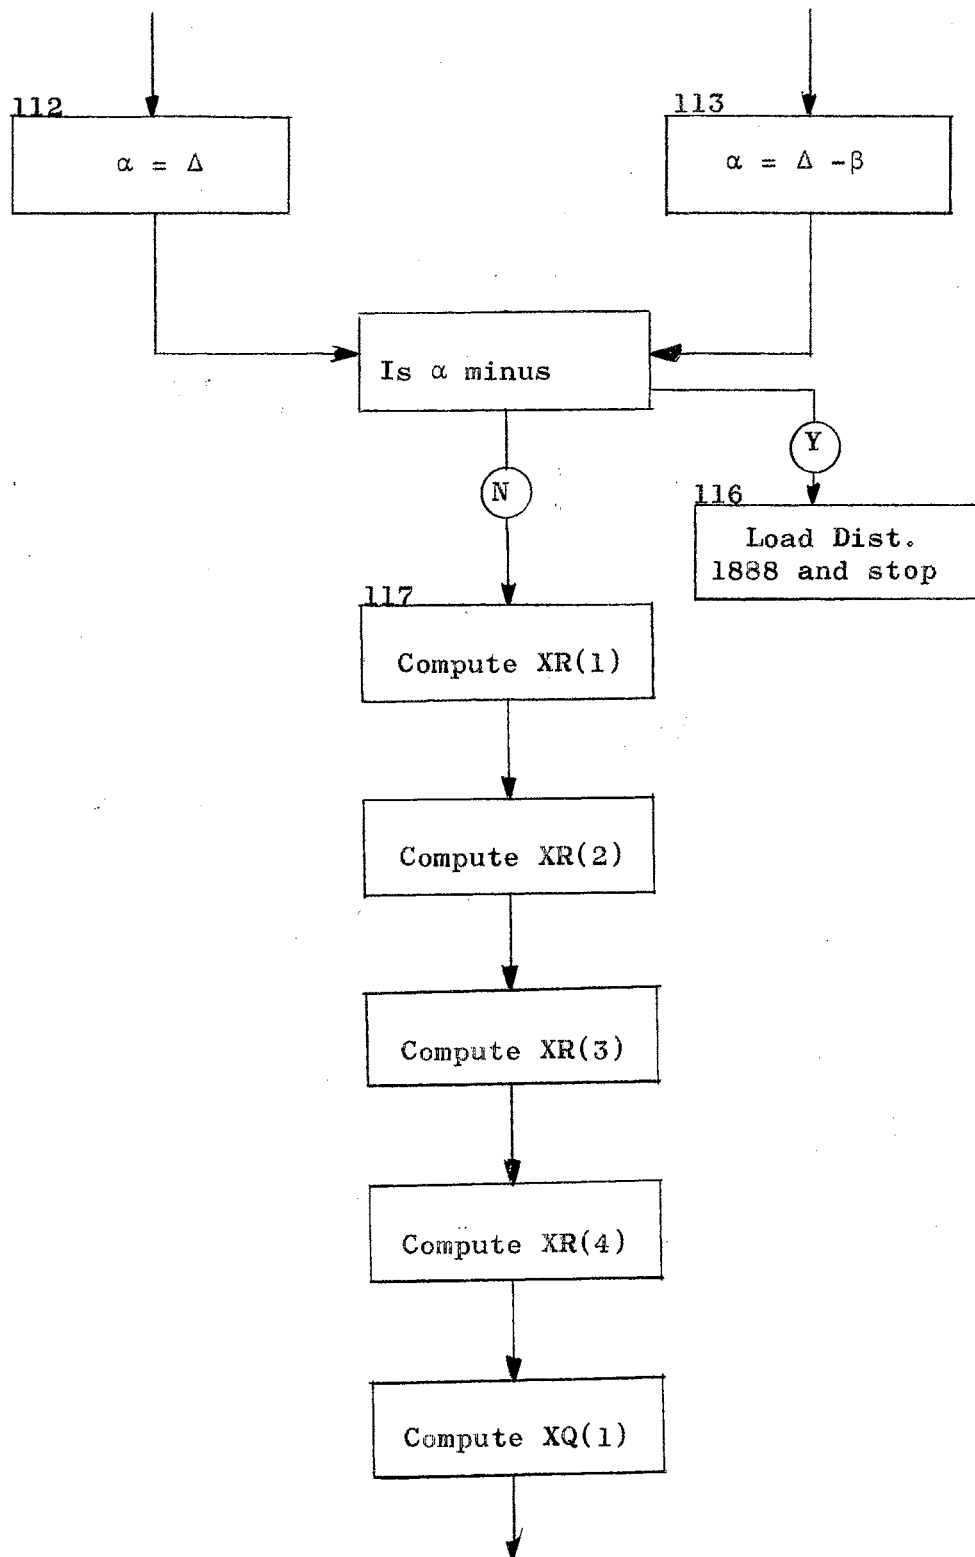 112
α = Δ
113
α = Δ -β
Is α minus
Y
N
116
Load Dist.
1888 and stop
117
Compute XR(1)
Compute XR(2)
Compute XR(3)
Compute XR(4)
Compute XQ(1)